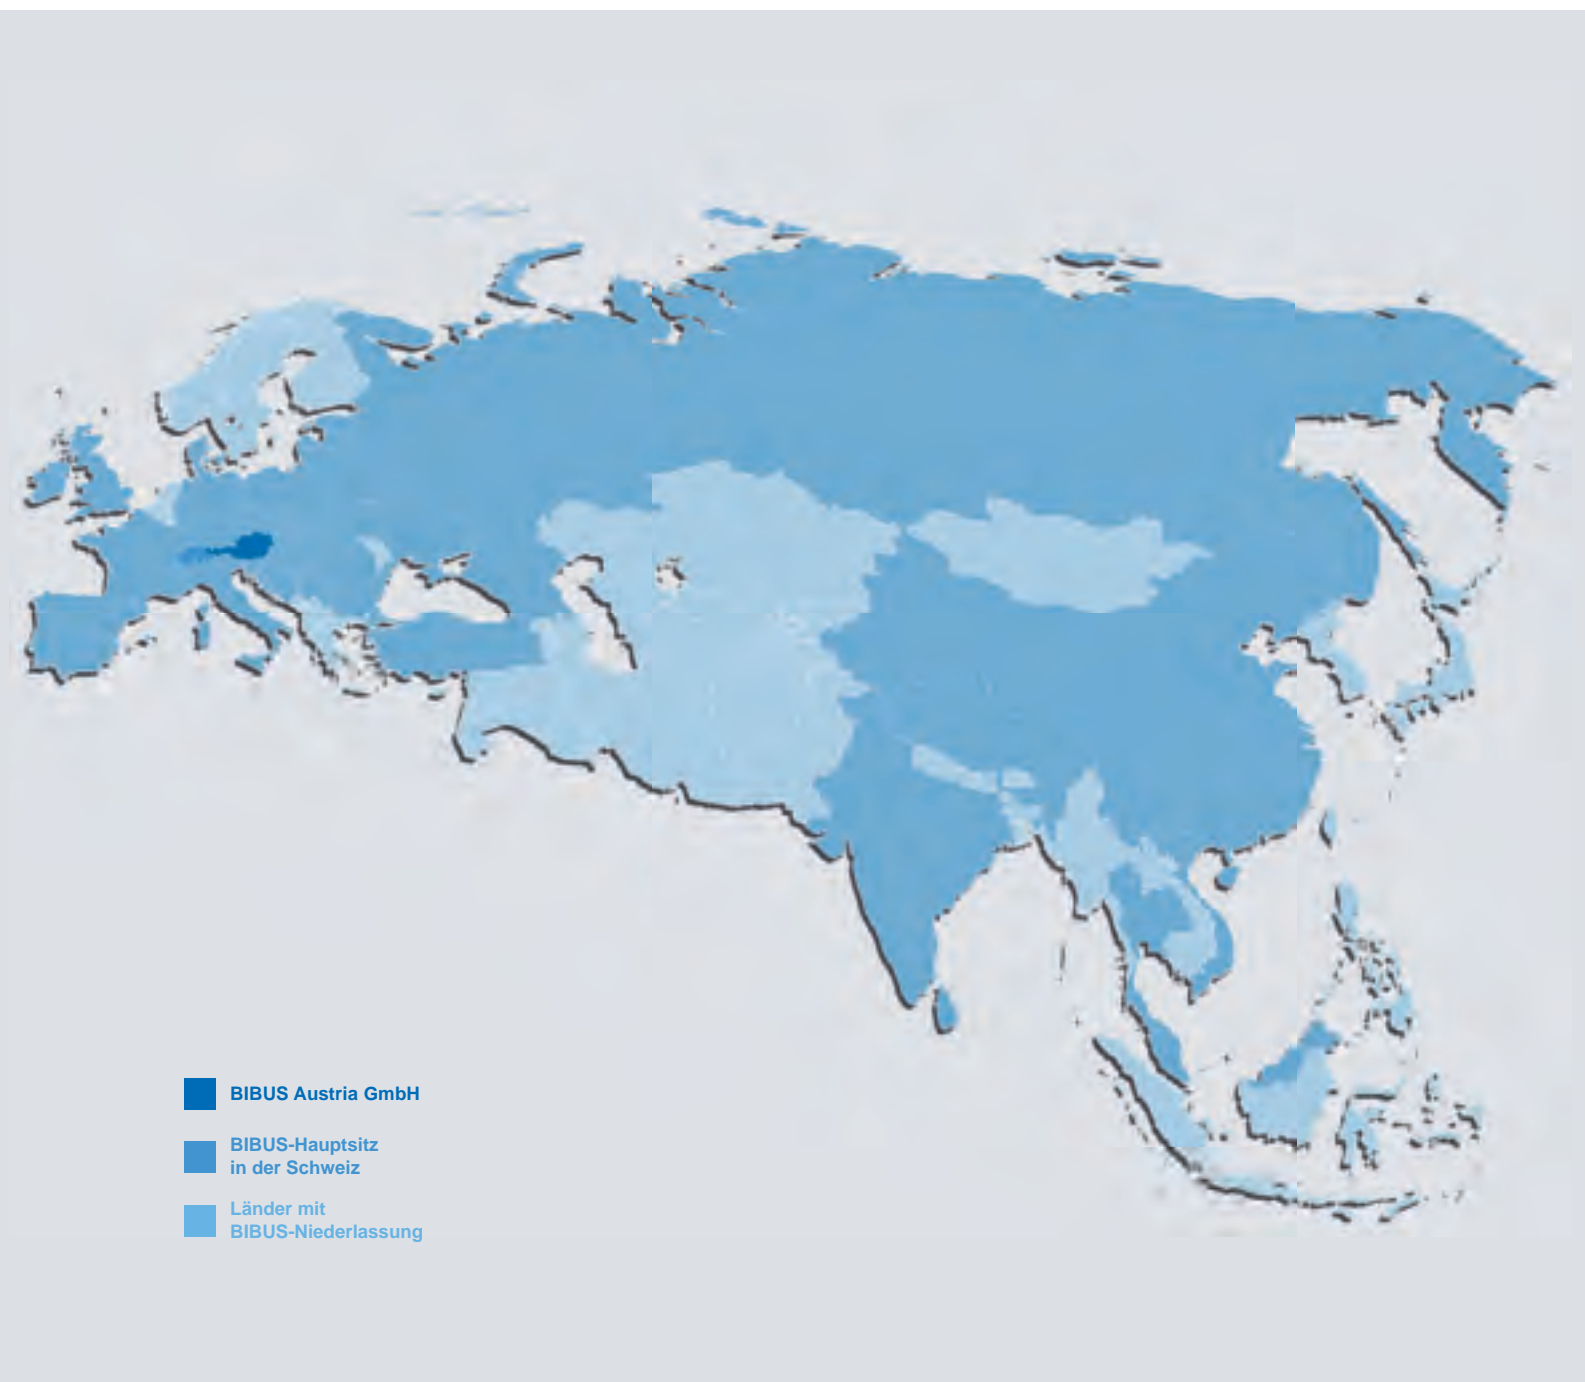 BIBUS Austria GmbH
BIBUS-Hauptsitz
in der Schweiz
Länder mit
BIBUS-Niederlassung